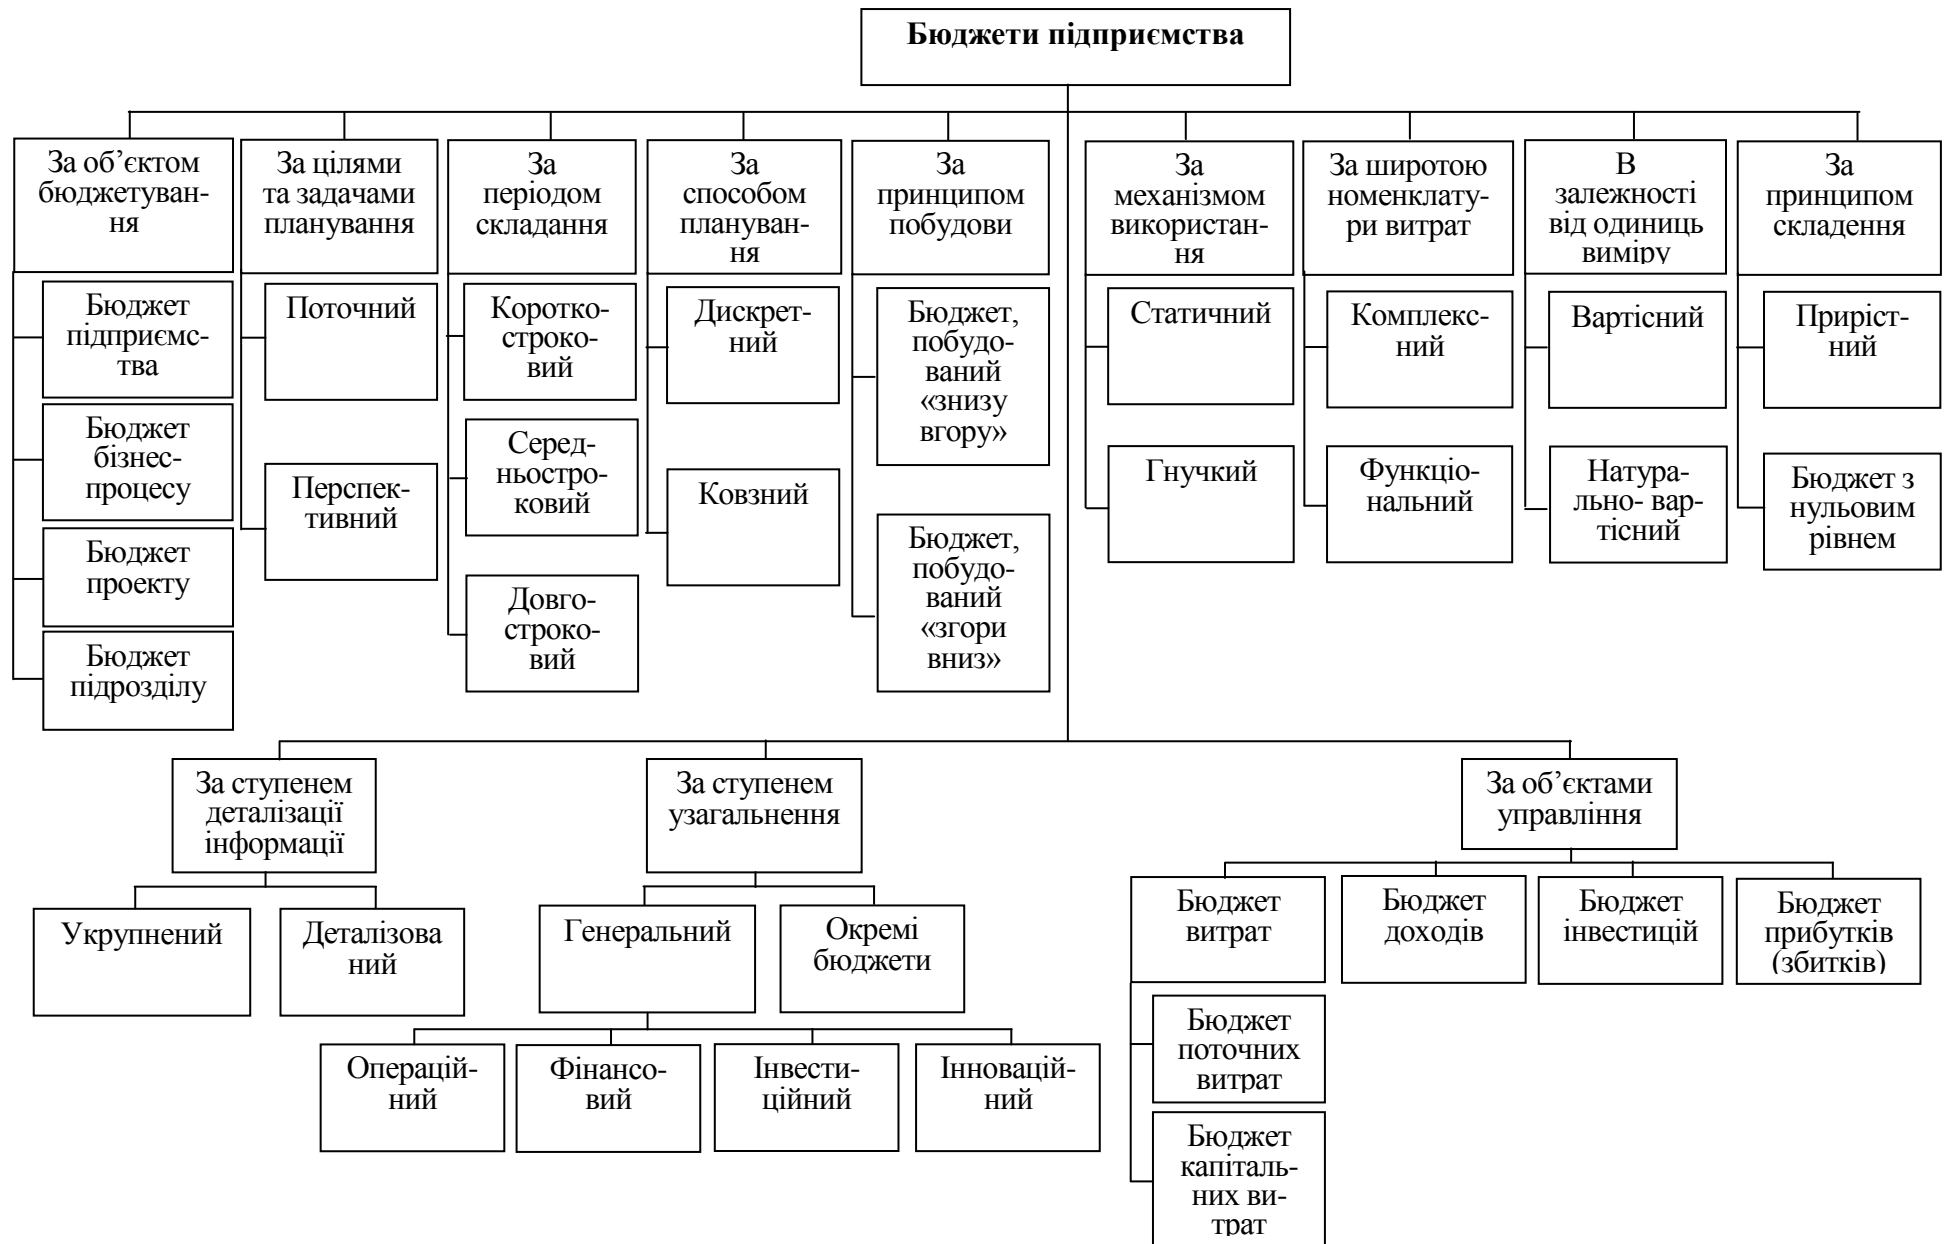 Бюджети підприємства
За об’єктом
бюджетуван-
ня
Бюджет
підприємс-
тва
Бюджет
бізнес-
процесу
Бюджет
проекту
Бюджет
підрозділу
За цілями
та задачами
планування
Поточний
Перспек-
тивний
За
періодом
складання
Коротко-
строко-
вий
Серед-
ньостро-
ковий
Довго-
строко-
вий
За
способом
плануван-
ня
Дискрет-
ний
Ковзний
За
принципом
побудови
Бюджет,
побудо-
ваний
«знизу
вгору»
Бюджет,
побудо-
ваний
«згори
вниз»
За
механізмом
використан-
ня
Статичний
Гнучкий
За широтою
номенклату-
ри витрат
Комплекс-
ний
Функціо-
нальний
В
залежності
від одиниць
виміру
Вартісний
Натура-
льно- вар-
тісний
За
принципом
складення
Приріст-
ний
Бюджет з
нульовим
рівнем
За ступенем
деталізації
інформації
Укрупнений
Деталізова
ний
За ступенем
узагальнення
Генеральний
Окремі
бюджети
Операцій-
ний
Фінансо-
вий
Інвести-
ційний
Інновацій-
ний
За об’єктами
управління
Бюджет
витрат
Бюджет
доходів
Бюджет
інвестицій
Бюджет
прибутків
(збитків)
Бюджет
поточних
витрат
Бюджет
капіталь-
них ви-
трат